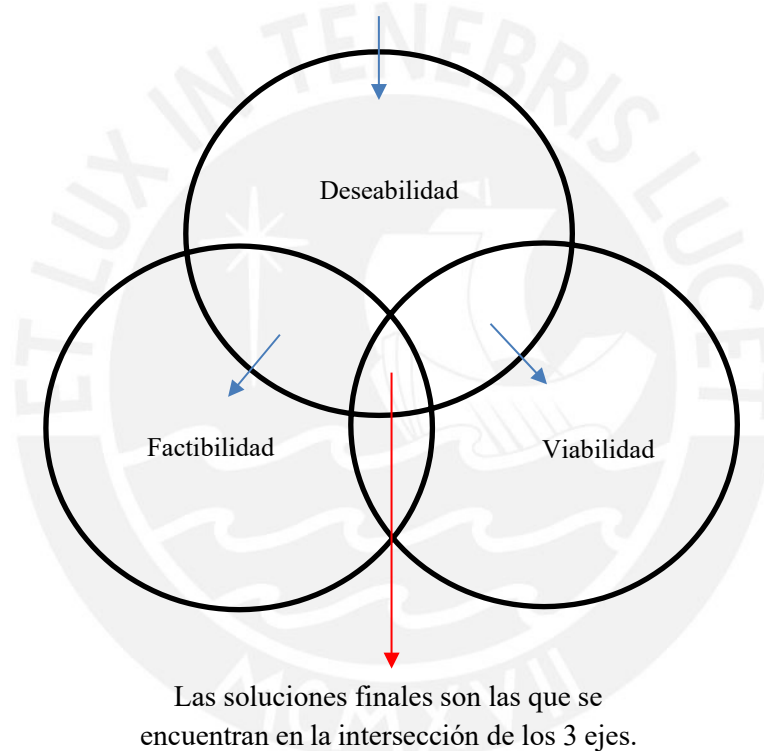 ET LUX IN TENEBRIS LUCET
Deseabilidad
Factibilidad
Viabilidad
MCMXVII
Las soluciones finales son las que se
encuentran en la intersección de los 3 ejes.